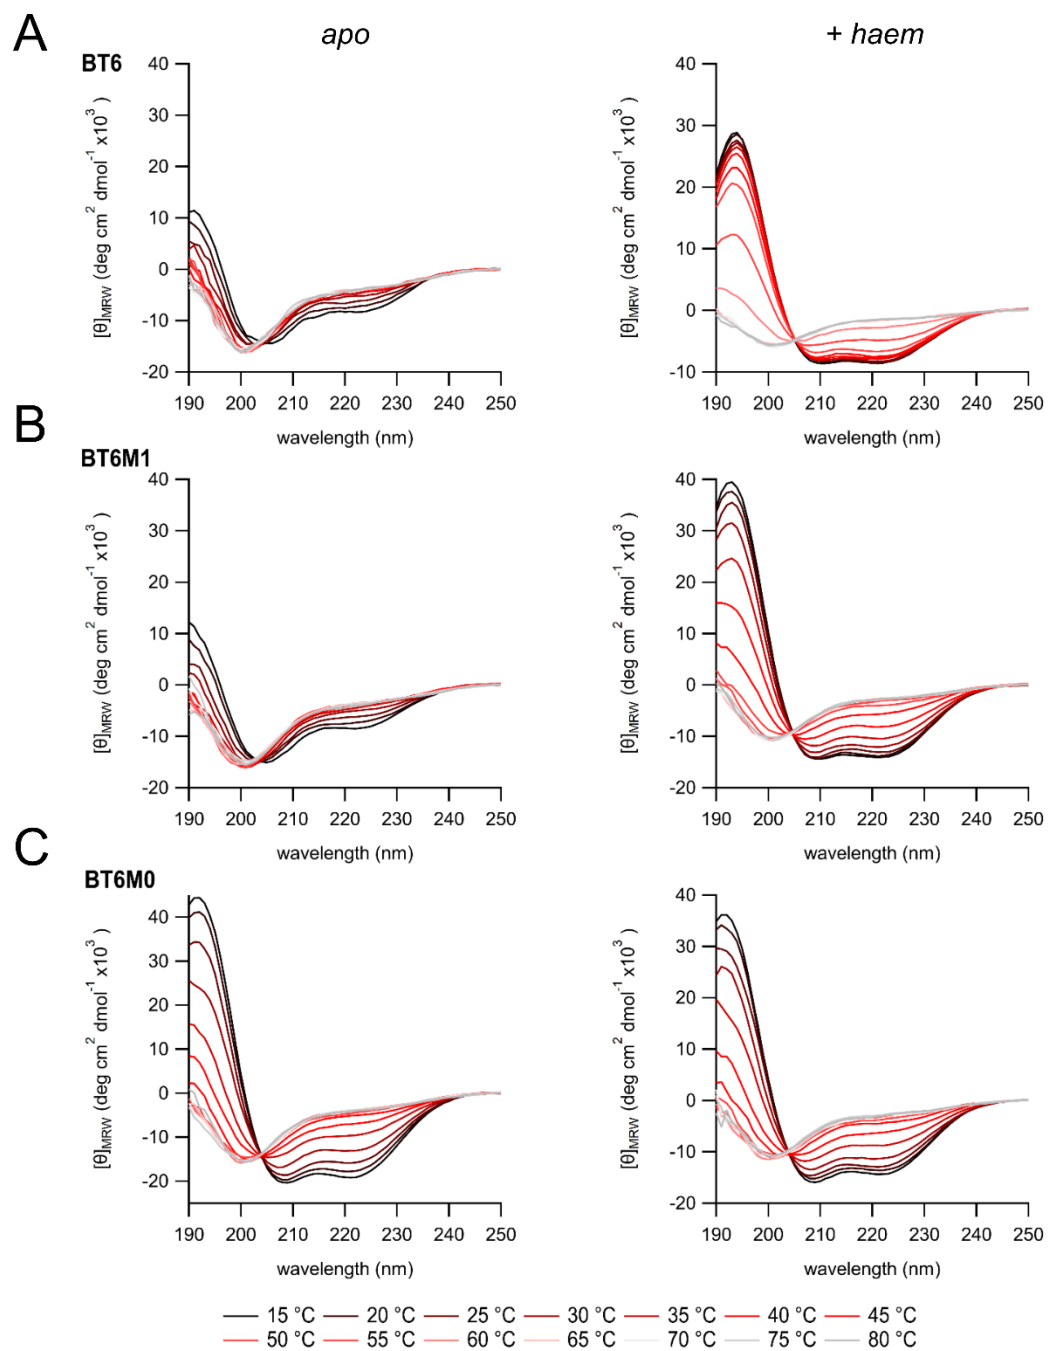 A
apo
+ haem
BT6
40
30
20
10
0
-10
-20
[θ]MRW (deg cm² dmol⁻¹ x10³)
190 200 210 220 230 240 250
wavelength (nm)
40
30
20
10
0
-10
[θ]MRW (deg cm² dmol⁻¹ x10³)
190 200 210 220 230 240 250
wavelength (nm)
B
BT6M1
40
30
20
10
0
-10
-20
[θ]MRW (deg cm² dmol⁻¹ x10³)
190 200 210 220 230 240 250
wavelength (nm)
40
30
20
10
0
-10
-20
[θ]MRW (deg cm² dmol⁻¹ x10³)
190 200 210 220 230 240 250
wavelength (nm)
C
BT6M0
40
30
20
10
0
-10
-20
[θ]MRW (deg cm² dmol⁻¹ x10³)
190 200 210 220 230 240 250
wavelength (nm)
40
30
20
10
0
-10
-20
[θ]MRW (deg cm² dmol⁻¹ x10³)
190 200 210 220 230 240 250
wavelength (nm)
15 °C 20 °C 25 °C 30 °C 35 °C 40 °C 45 °C
50 °C 55 °C 60 °C 65 °C 70 °C 75 °C 80 °C